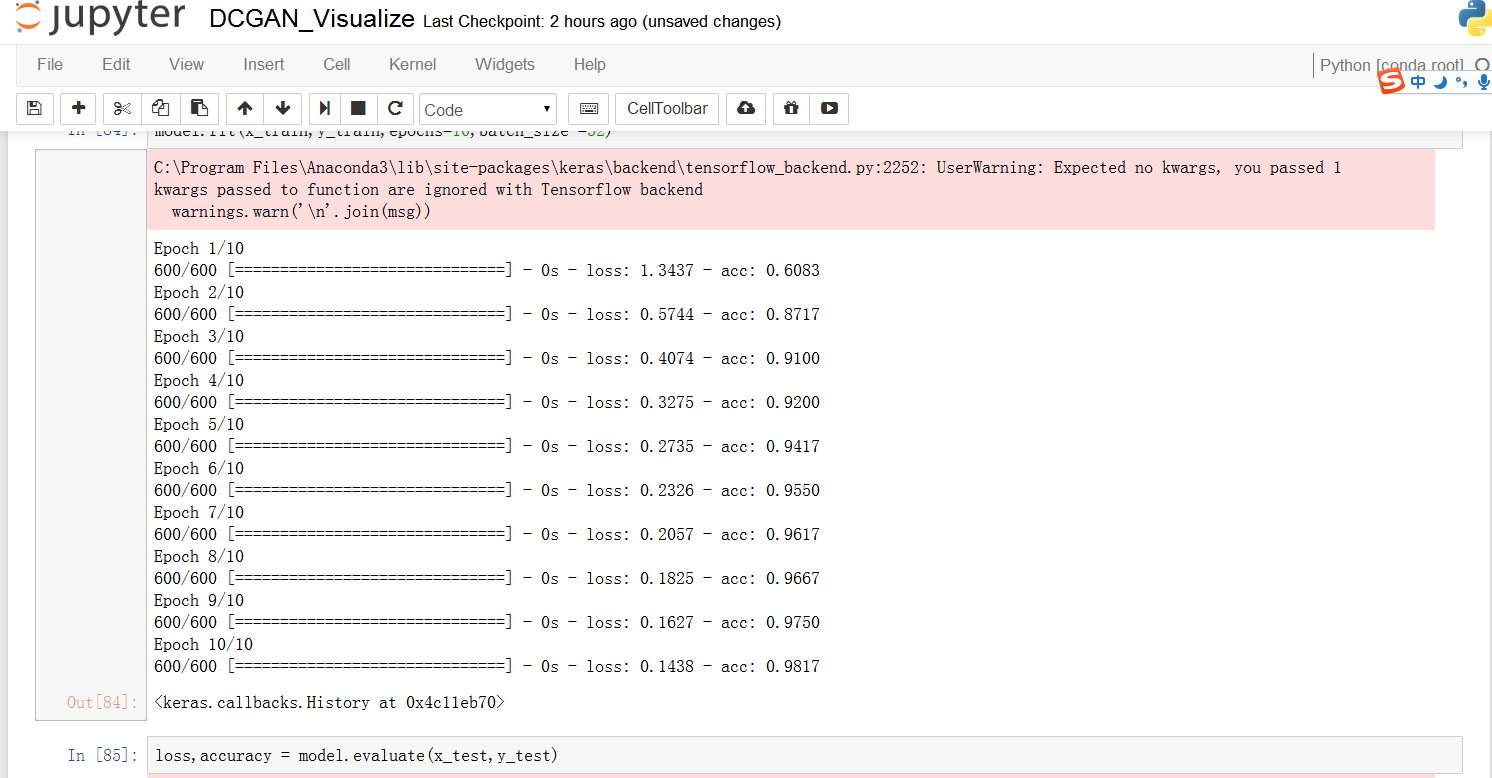 jupyter DCGAN_Visualize Last Checkpoint: 2 hours ago (unsaved changes)
File Edit View Insert Cell Kernel Widgets Help Python [conda root]
S 中
Code CellToolbar
In [84]: model.fit(x_train,y_train,epochs=10,batch_size =32)
C:\Program Files\Anaconda3\lib\site-packages\keras\backend\tensorflow_backend.py:2252: UserWarning: Expected no kwargs, you passed 1
kwargs passed to function are ignored with Tensorflow backend
warnings.warn('\n'.join(msg))
Epoch 1/10
600/600 [==============================] - 0s - loss: 1.3437 - acc: 0.6083
Epoch 2/10
600/600 [==============================] - 0s - loss: 0.5744 - acc: 0.8717
Epoch 3/10
600/600 [==============================] - 0s - loss: 0.4074 - acc: 0.9100
Epoch 4/10
600/600 [==============================] - 0s - loss: 0.3275 - acc: 0.9200
Epoch 5/10
600/600 [==============================] - 0s - loss: 0.2735 - acc: 0.9417
Epoch 6/10
600/600 [==============================] - 0s - loss: 0.2326 - acc: 0.9550
Epoch 7/10
600/600 [==============================] - 0s - loss: 0.2057 - acc: 0.9617
Epoch 8/10
600/600 [==============================] - 0s - loss: 0.1825 - acc: 0.9667
Epoch 9/10
600/600 [==============================] - 0s - loss: 0.1627 - acc: 0.9750
Epoch 10/10
600/600 [==============================] - 0s - loss: 0.1438 - acc: 0.9817
Out[84]: <keras.callbacks.History at 0x4c11eb70>
In [85]: loss,accuracy = model.evaluate(x_test,y_test)